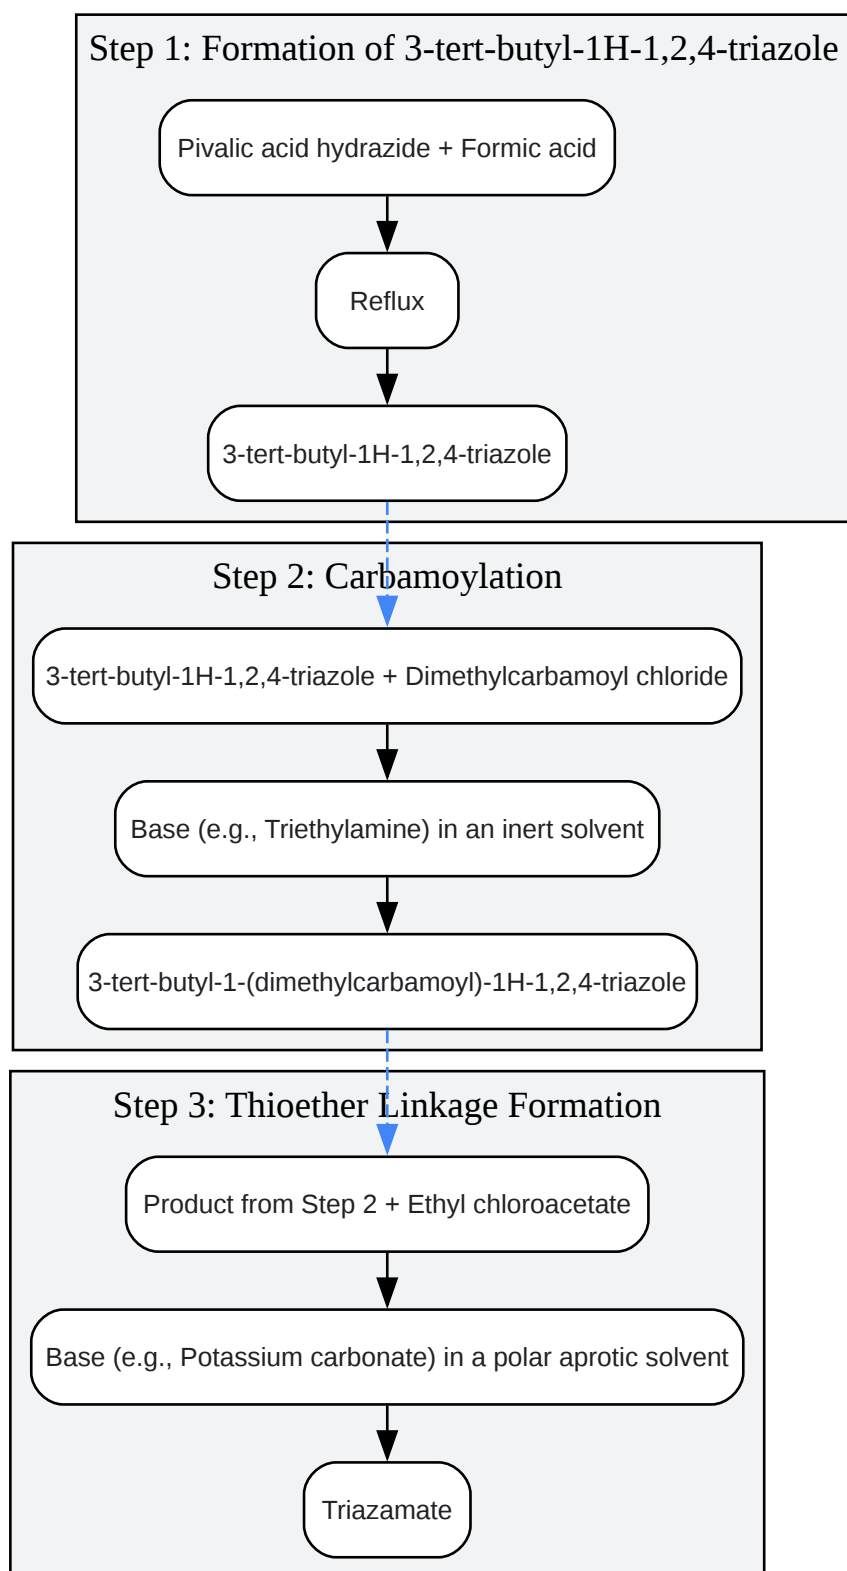 Step 1: Formation of 3-tert-butyl-1H-1,2,4-triazole
Pivalic acid hydrazide + Formic acid
Reflux
3-tert-butyl-1H-1,2,4-triazole
Step 2: Carbamoylation
3-tert-butyl-1H-1,2,4-triazole + Dimethylcarbamoyl chloride
Base (e.g., Triethylamine) in an inert solvent
3-tert-butyl-1-(dimethylcarbamoyl)-1H-1,2,4-triazole
Step 3: Thioether Linkage Formation
Product from Step 2 + Ethyl chloroacetate
Base (e.g., Potassium carbonate) in a polar aprotic solvent
Triazamate